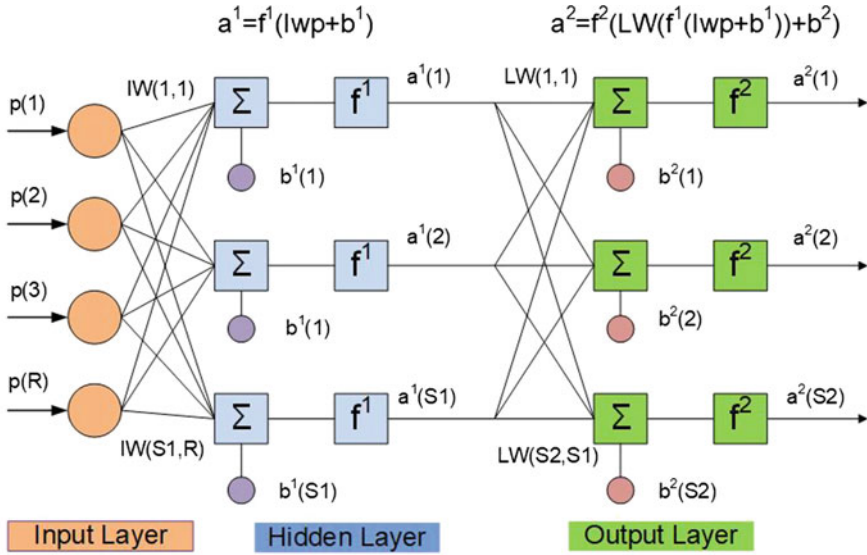 a¹=f¹(Iwp+b¹)
a²=f²(LW(f¹(Iwp+b¹))+b²)
p(1)
IW(1,1)
Σ
f¹
a¹(1)
LW(1,1)
Σ
f²
a²(1)
b¹(1)
b²(1)
p(2)
Σ
f¹
a¹(2)
Σ
f²
a²(2)
p(3)
b¹(1)
b²(2)
p(R)
Σ
f¹
a¹(S1)
Σ
f²
a²(S2)
IW(S1,R)
LW(S2,S1)
b¹(S1)
b²(S2)
Input Layer
Hidden Layer
Output Layer